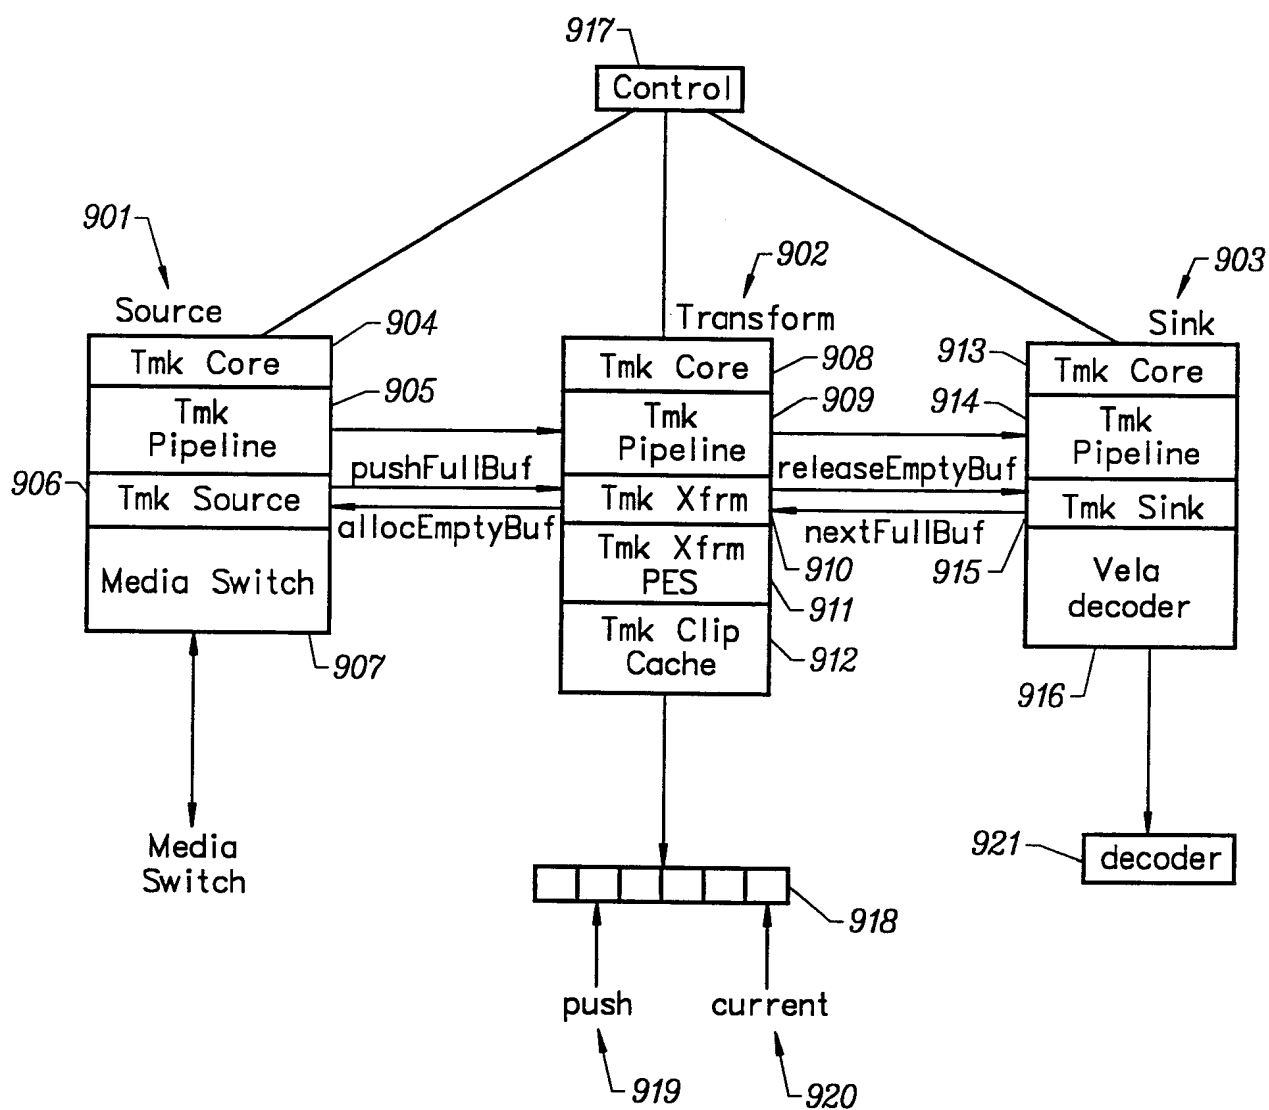 917
Control
901
902
903
Source
Transform
Sink
904
Tmk Core
905
Tmk
Pipeline
906
Tmk Source
Media Switch
907
pushFullBuf
allocEmptyBuf
908
Tmk Core
909
Tmk
Pipeline
Tmk Xfrm
910
Tmk Xfrm
PES
911
Tmk Clip
Cache
912
releaseEmptyBuf
nextFullBuf
913
Tmk Core
914
Tmk
Pipeline
Tmk Sink
915
Vela
decoder
916
Media
Switch
921
decoder
918
push
current
919
920